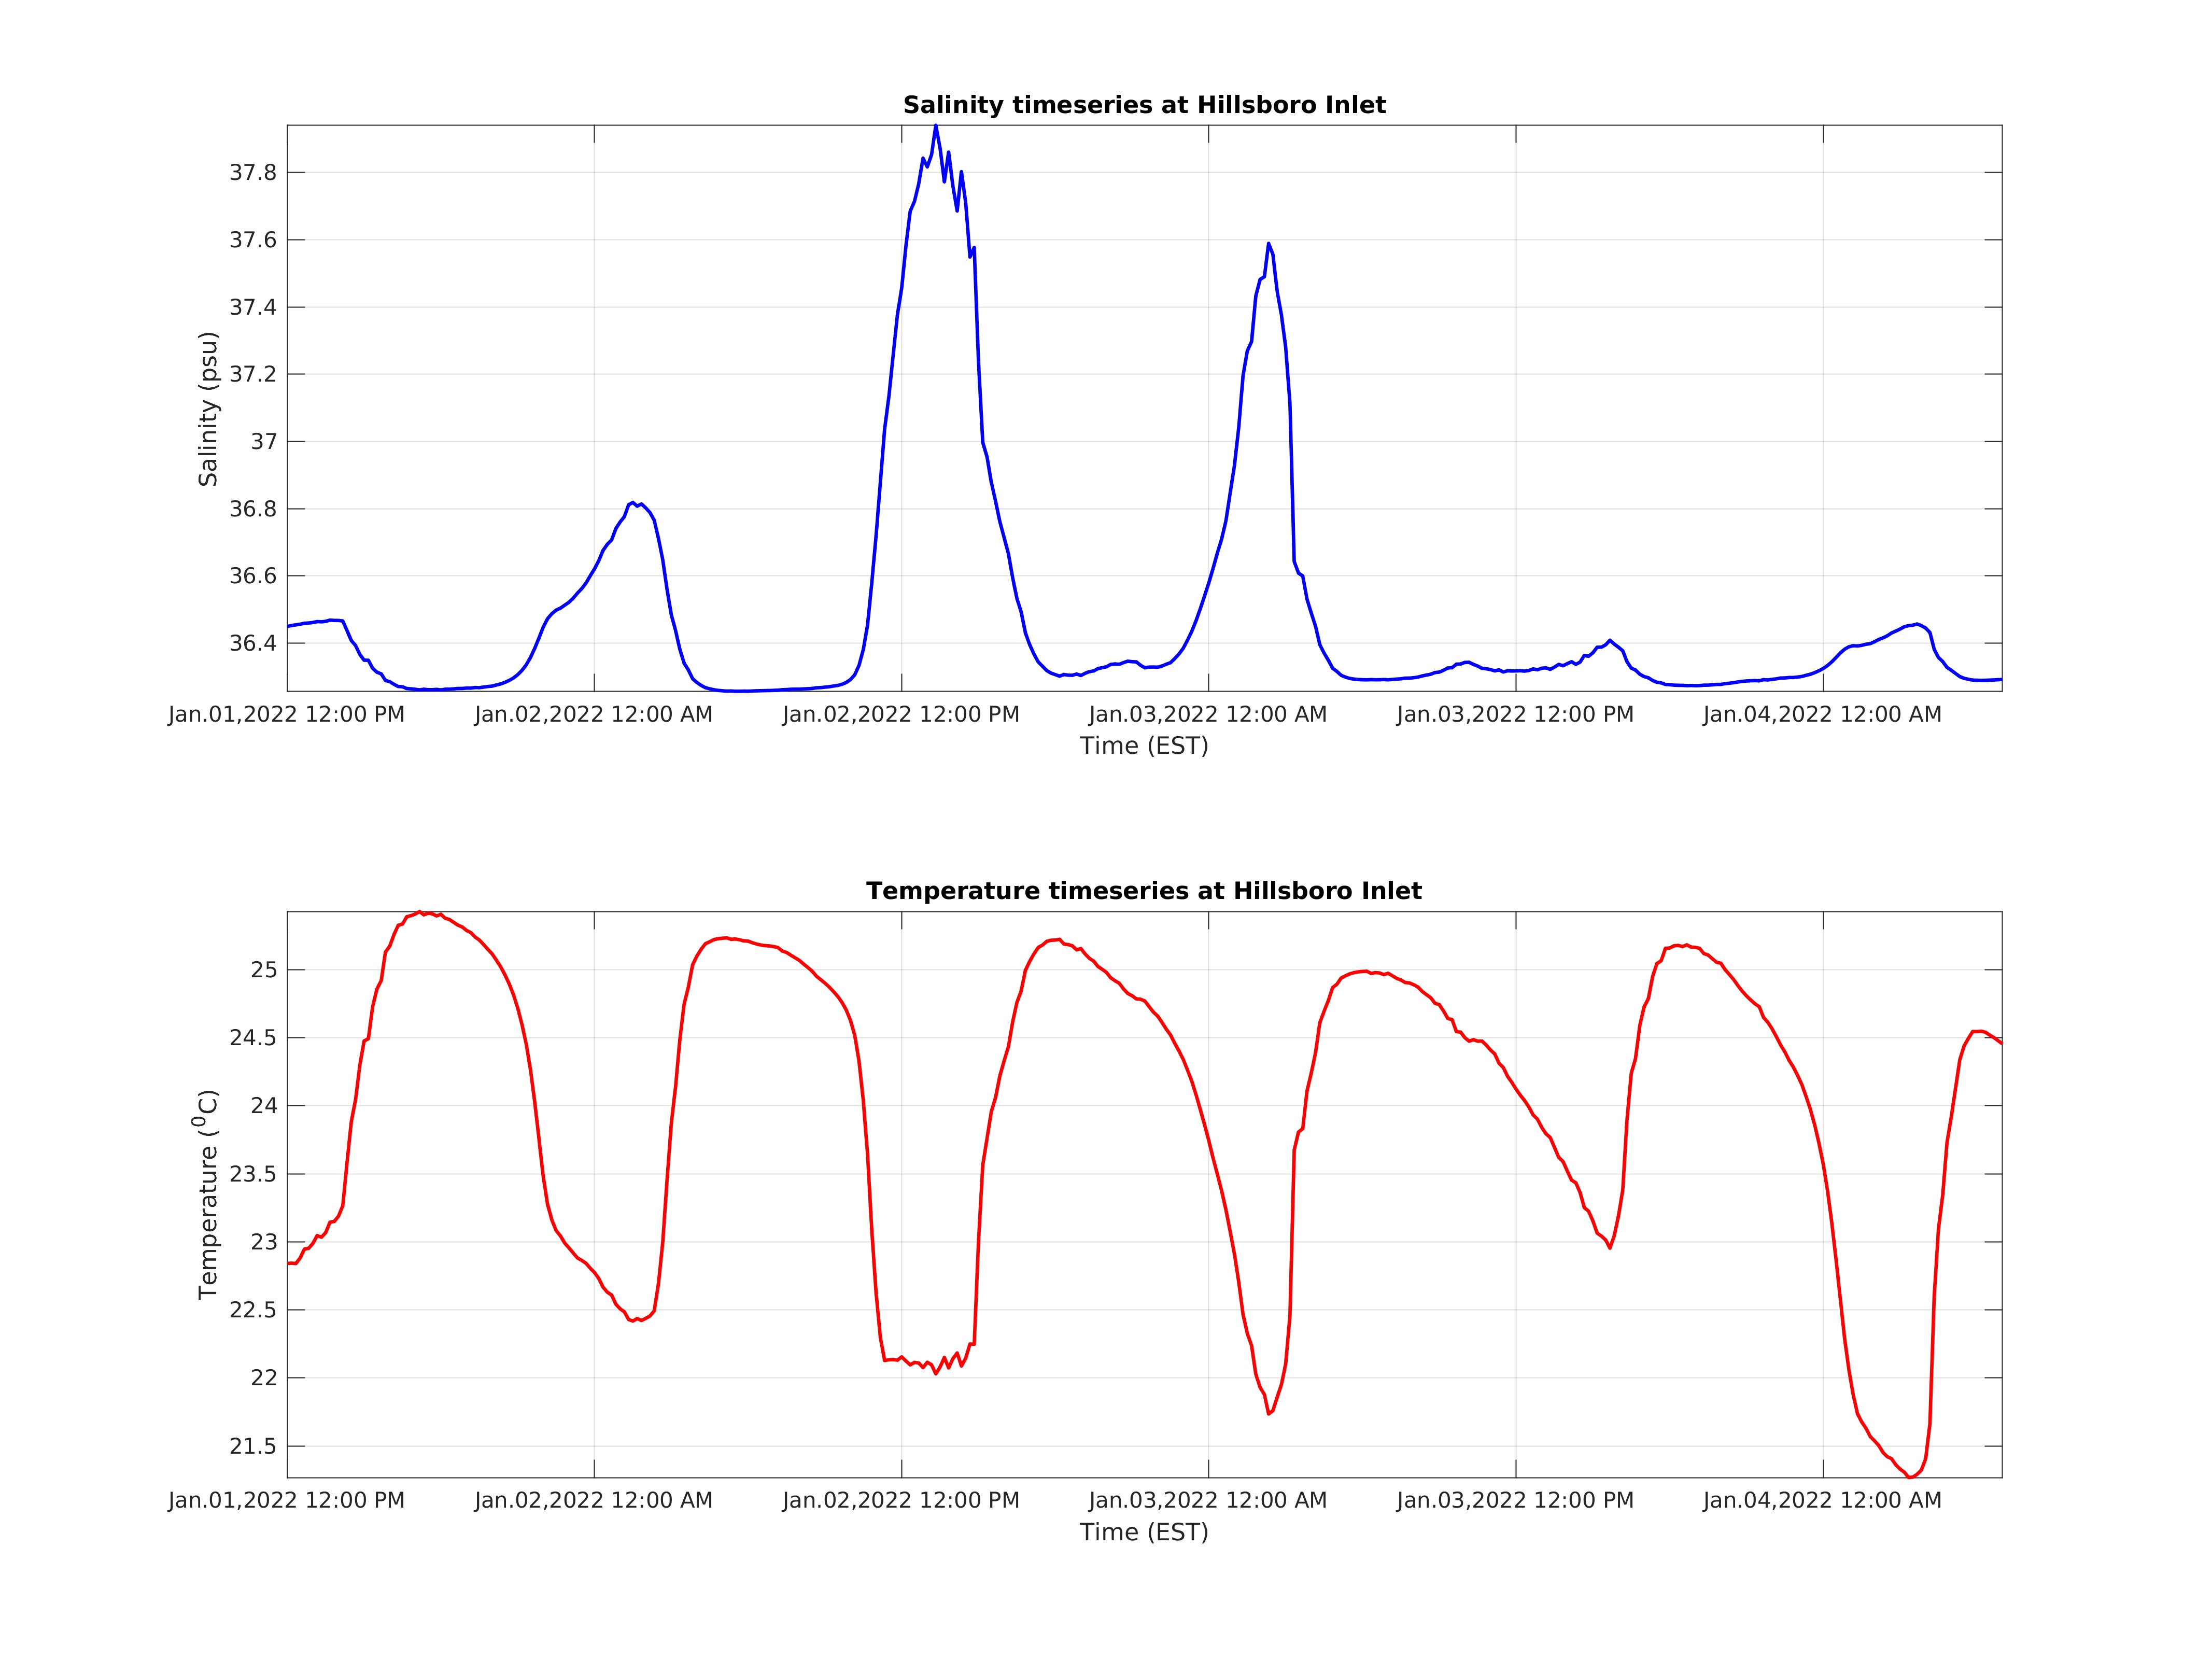 Salinity timeseries at Hillsboro Inlet
37.8
37.6
37.4
37.2
37
36.8
36.6
36.4
Salinity (psu)
Jan.01,2022 12:00 PM Jan.02,2022 12:00 AM Jan.02,2022 12:00 PM Jan.03,2022 12:00 AM Jan.03,2022 12:00 PM Jan.04,2022 12:00 AM
Time (EST)
Temperature timeseries at Hillsboro Inlet
25
24.5
24
23.5
23
22.5
22
21.5
Temperature (⁰C)
Jan.01,2022 12:00 PM Jan.02,2022 12:00 AM Jan.02,2022 12:00 PM Jan.03,2022 12:00 AM Jan.03,2022 12:00 PM Jan.04,2022 12:00 AM
Time (EST)